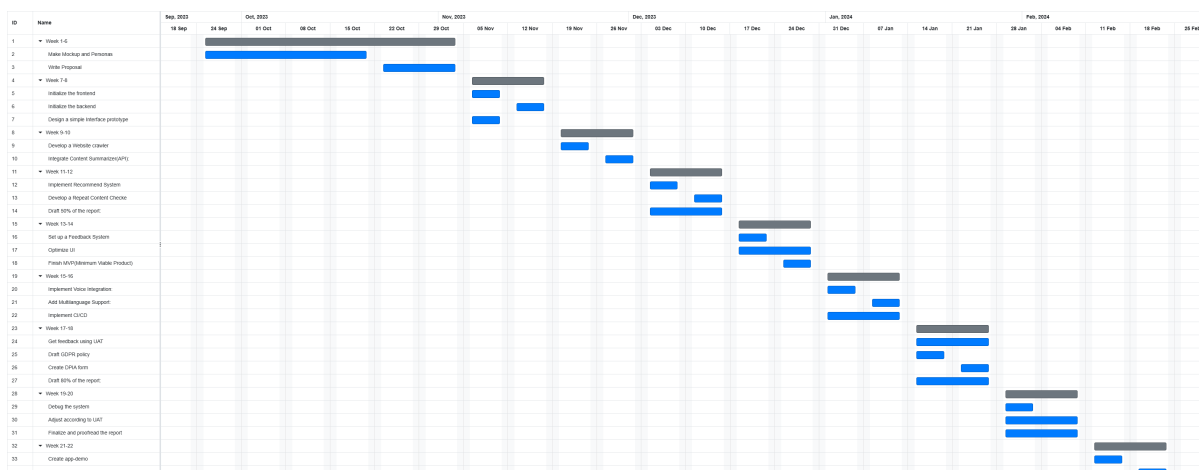 ID Name Sep, 2023 Oct, 2023 Nov, 2023 Dec, 2023 Jan, 2024 Feb, 2024
18 Sep 24 Sep 01 Oct 08 Oct 15 Oct 22 Oct 29 Oct 05 Nov 12 Nov 19 Nov 26 Nov 03 Dec 10 Dec 17 Dec 24 Dec 31 Dec 07 Jan 14 Jan 21 Jan 28 Jan 04 Feb 11 Feb 18 Feb 25 Feb
1 Week 1-6
2 Make Mockup and Personas
3 Write Proposal
4 Week 7-8
5 Initialize the frontend
6 Initialize the backend
7 Design a simple interface prototype
8 Week 9-10
9 Develop a Website crawler
10 Integrate Content Summarizer(API):
11 Week 11-12
12 Implement Recommend System
13 Develop a Repeat Content Checke
14 Draft 50% of the report:
15 Week 13-14
16 Set up a Feedback System
17 Optimize UI
18 Finish MVP(Minimum Viable Product)
19 Week 15-16
20 Implement Voice Integration:
21 Add Multilanguage Support:
22 Implement CI/CD
23 Week 17-18
24 Get feedback using UAT
25 Draft GDPR policy
26 Create DPIA form
27 Draft 80% of the report:
28 Week 19-20
29 Debug the system
30 Adjust according to UAT
31 Finalize and proofread the report
32 Week 21-22
33 Create app-demo